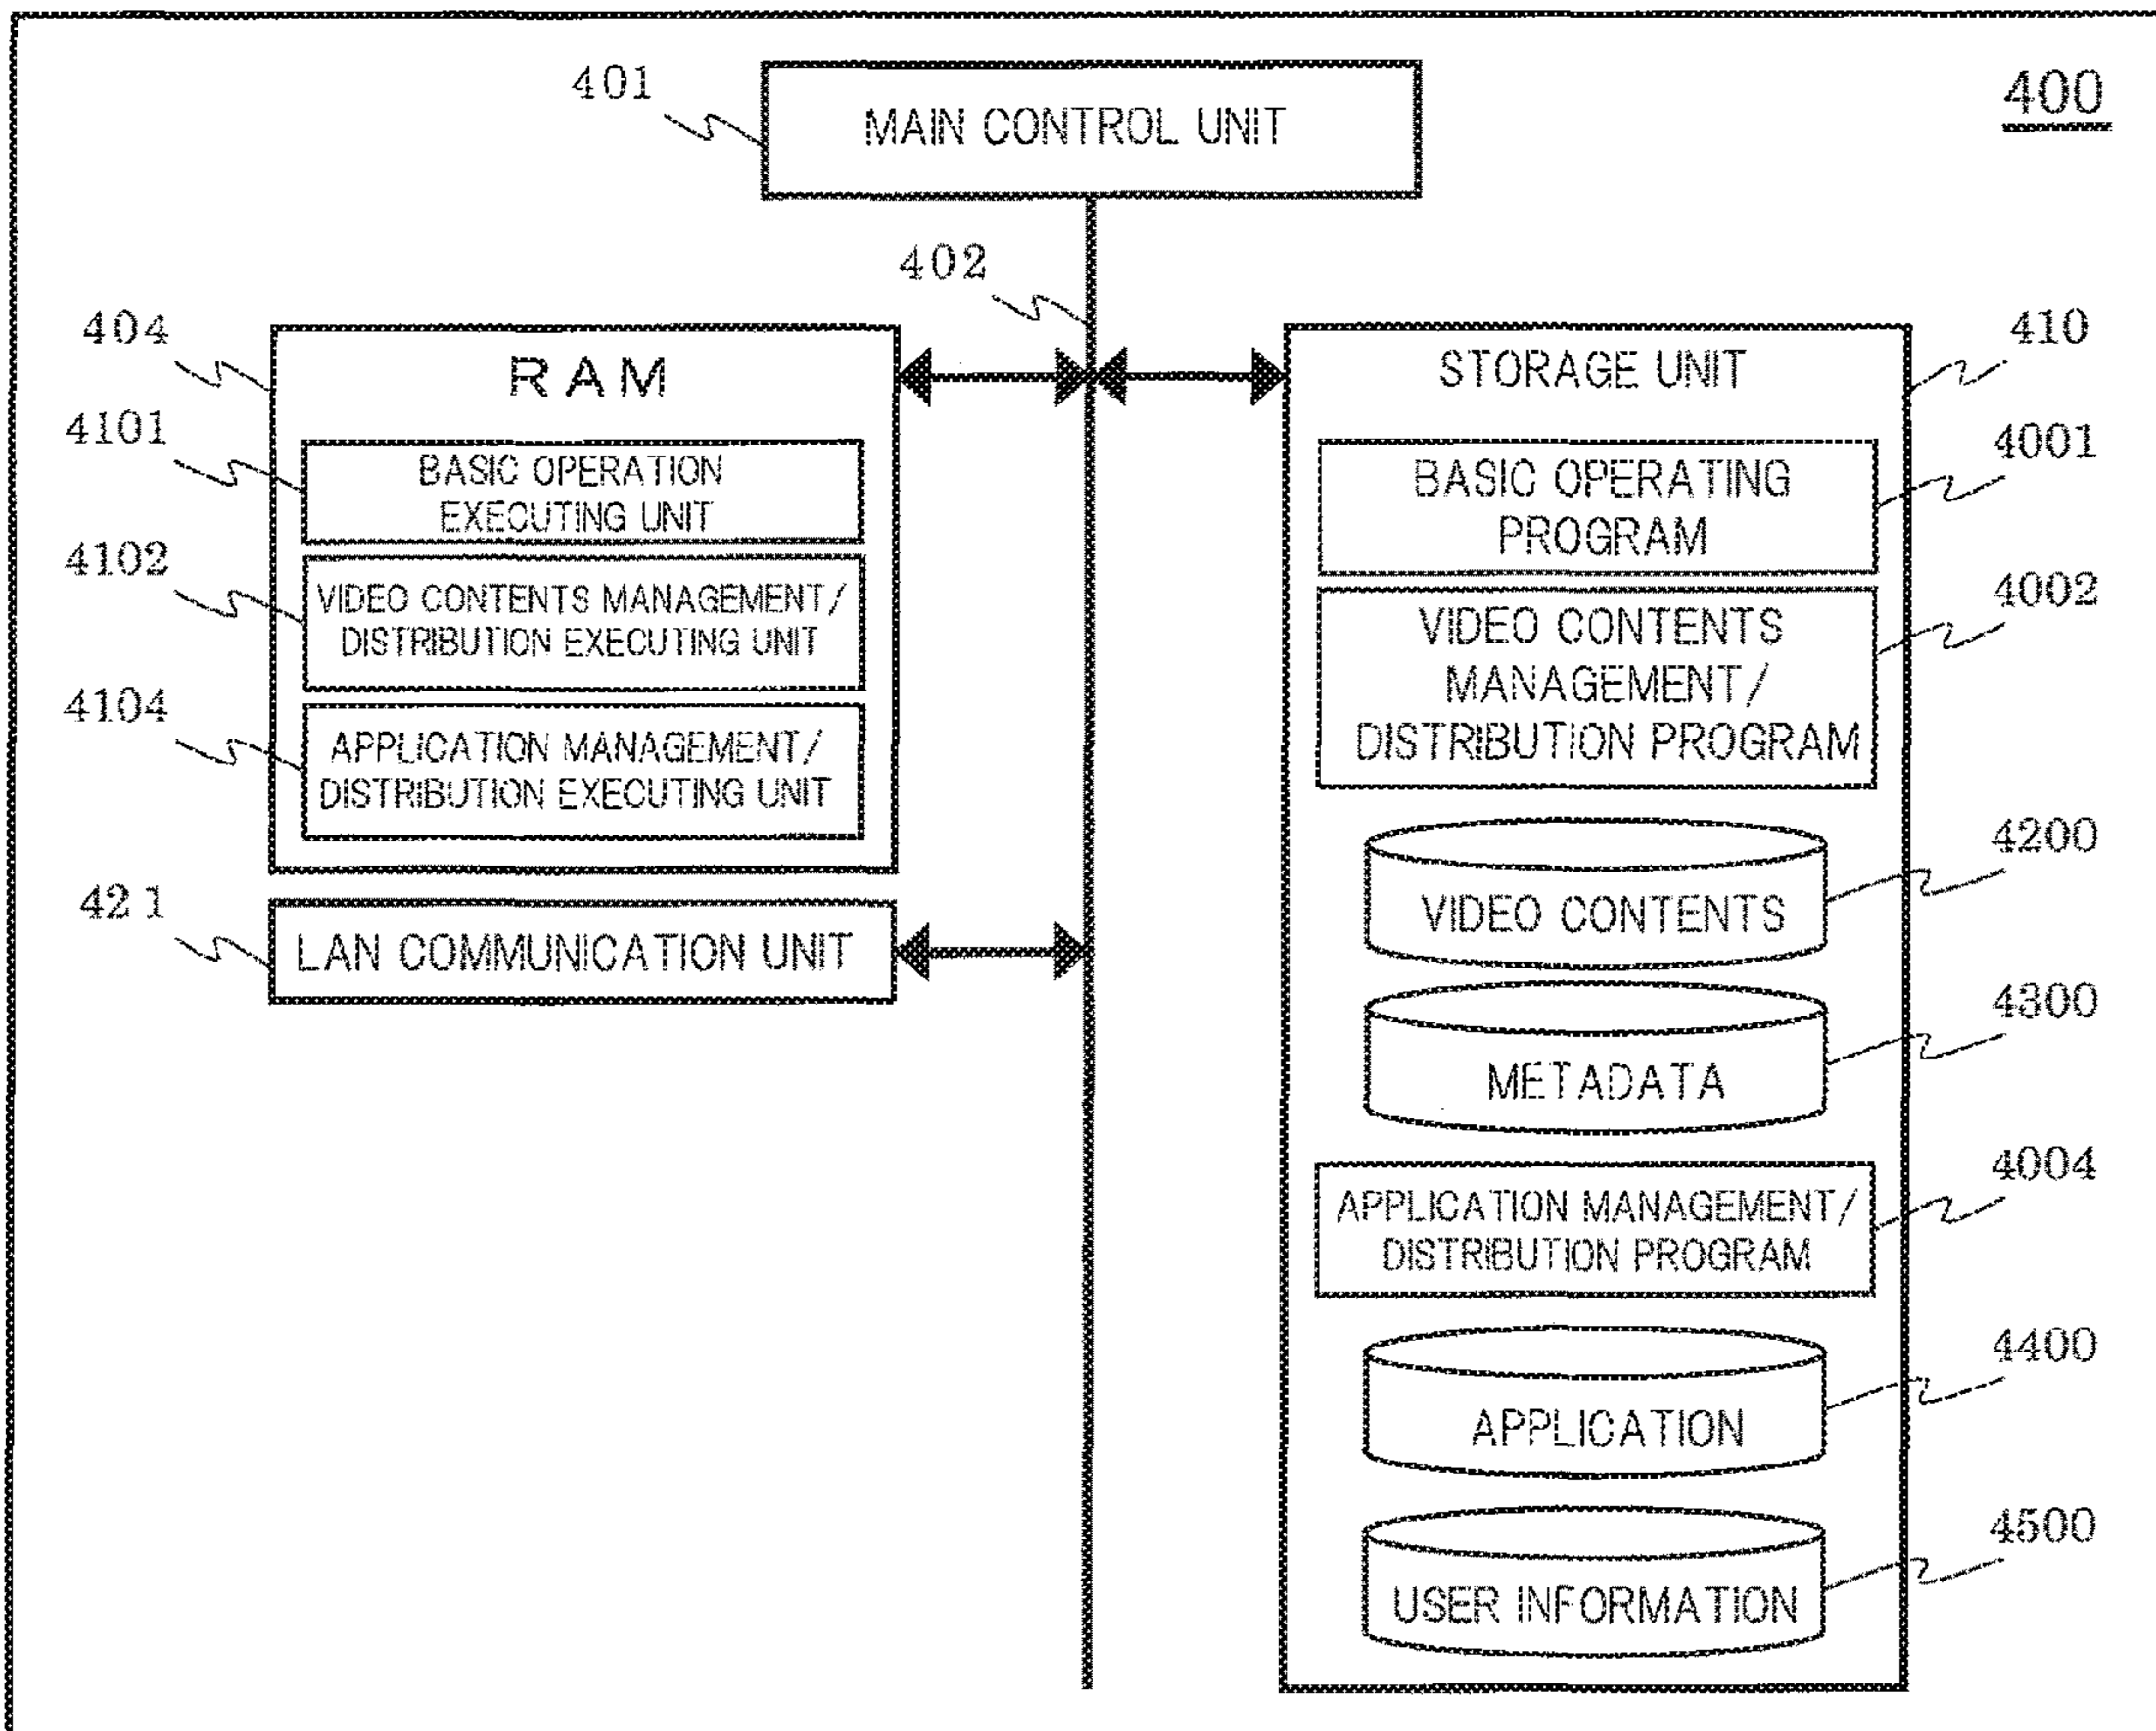 400
401
MAIN CONTROL UNIT
402
404
RAM
4101
BASIC OPERATION
EXECUTING UNIT
4102
VIDEO CONTENTS MANAGEMENT/
DISTRIBUTION EXECUTING UNIT
4104
APPLICATION MANAGEMENT/
DISTRIBUTION EXECUTING UNIT
421
LAN COMMUNICATION UNIT
410
STORAGE UNIT
4001
BASIC OPERATING
PROGRAM
4002
VIDEO CONTENTS
MANAGEMENT/
DISTRIBUTION PROGRAM
4200
VIDEO CONTENTS
4300
METADATA
4004
APPLICATION MANAGEMENT/
DISTRIBUTION PROGRAM
4400
APPLICATION
4500
USER INFORMATION